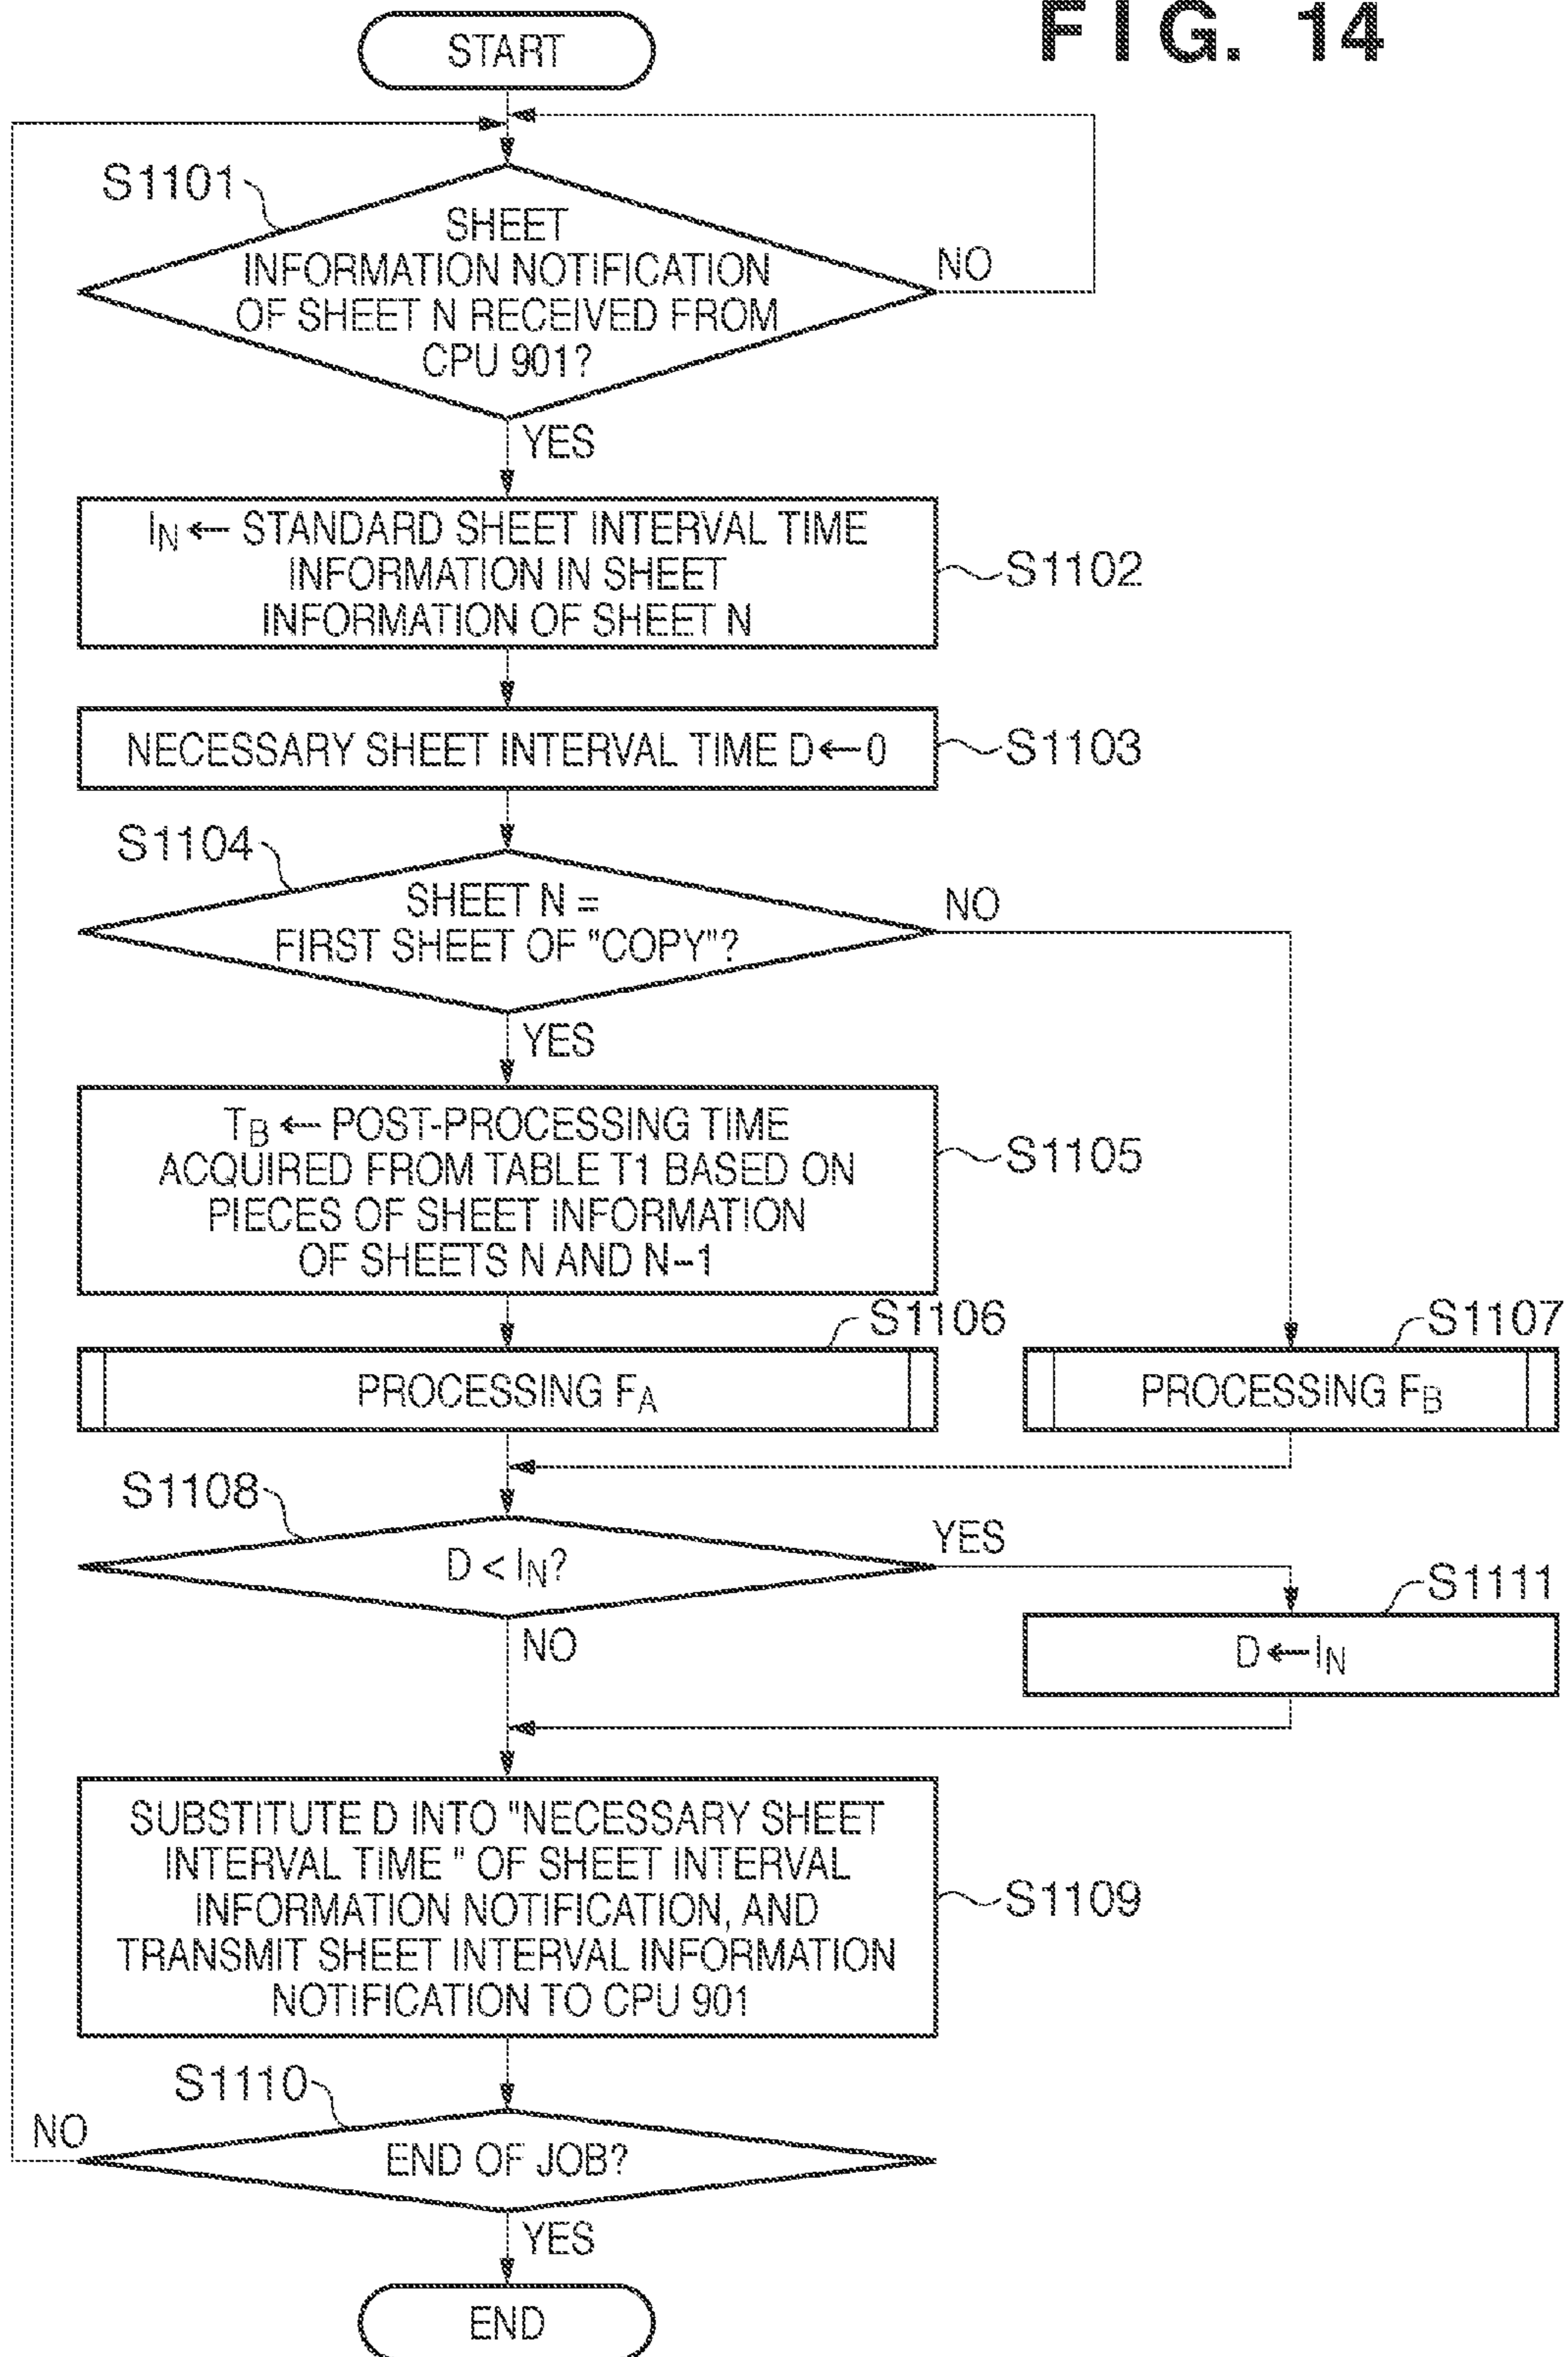 FIG. 14
START
S1101
SHEET
INFORMATION NOTIFICATION
OF SHEET N RECEIVED FROM
CPU 901?
NO
YES
IN ← STANDARD SHEET INTERVAL TIME
INFORMATION IN SHEET
INFORMATION OF SHEET N
S1102
NECESSARY SHEET INTERVAL TIME D←0
S1103
S1104
SHEET N =
FIRST SHEET OF "COPY"?
NO
YES
TB ← POST-PROCESSING TIME
ACQUIRED FROM TABLE T1 BASED ON
PIECES OF SHEET INFORMATION
OF SHEETS N AND N-1
S1105
S1106
PROCESSING FA
S1107
PROCESSING FB
S1108
D < IN?
YES
NO
S1111
D←IN
SUBSTITUTE D INTO "NECESSARY SHEET
INTERVAL TIME " OF SHEET INTERVAL
INFORMATION NOTIFICATION, AND
TRANSMIT SHEET INTERVAL INFORMATION
NOTIFICATION TO CPU 901
S1109
S1110
END OF JOB?
NO
YES
END